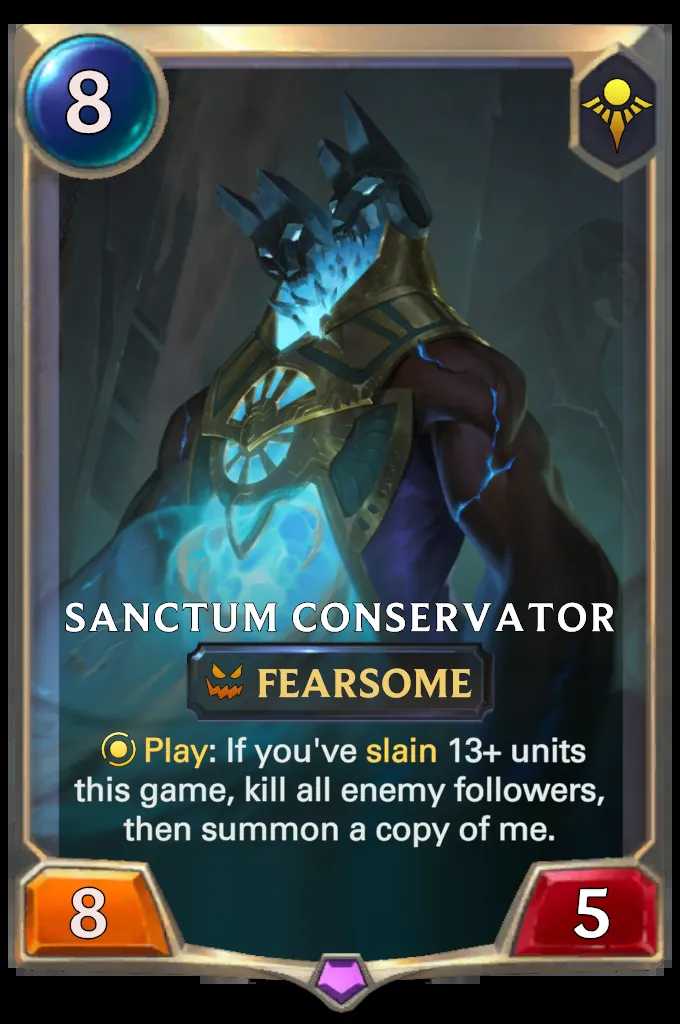 8
SANCTUM CONSERVATOR
FEARSOME
Play: If you've slain 13+ units
this game, kill all enemy followers,
then summon a copy of me.
8
5